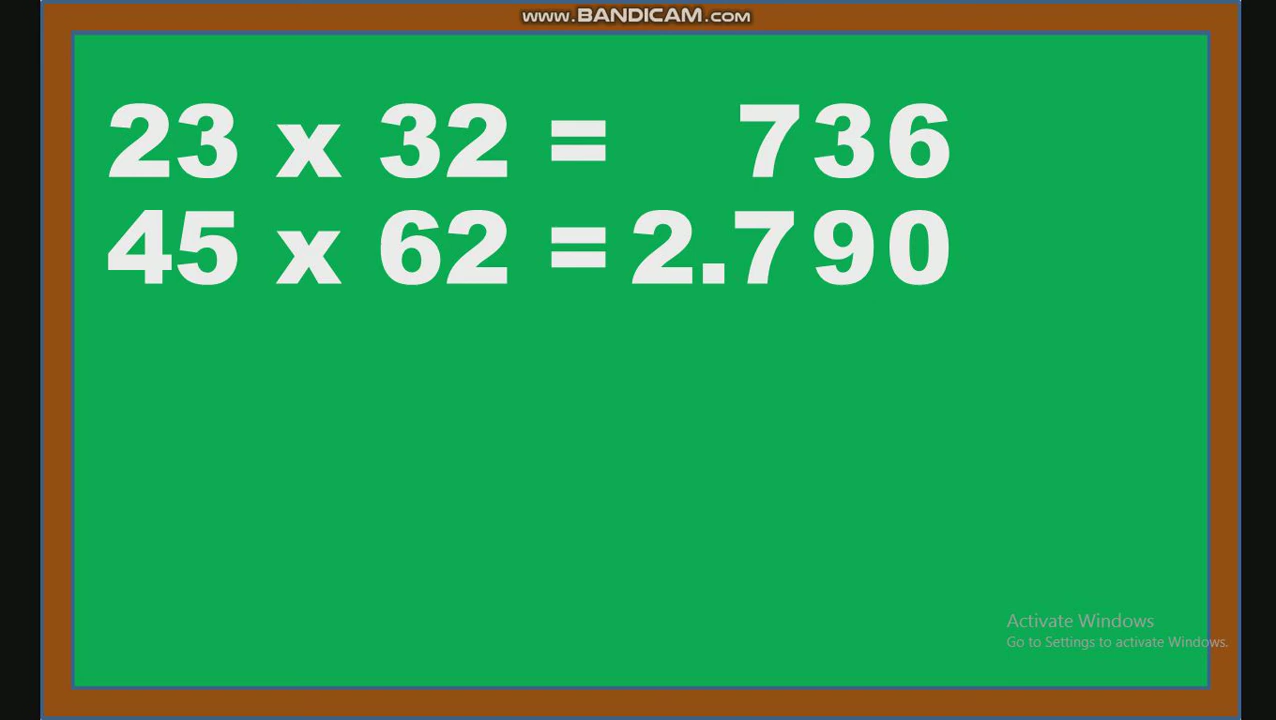 www.BANDICAM.com
23 x 32 = 736
45 x 62 = 2.790
Activate Windows
Go to Settings to activate Windows.